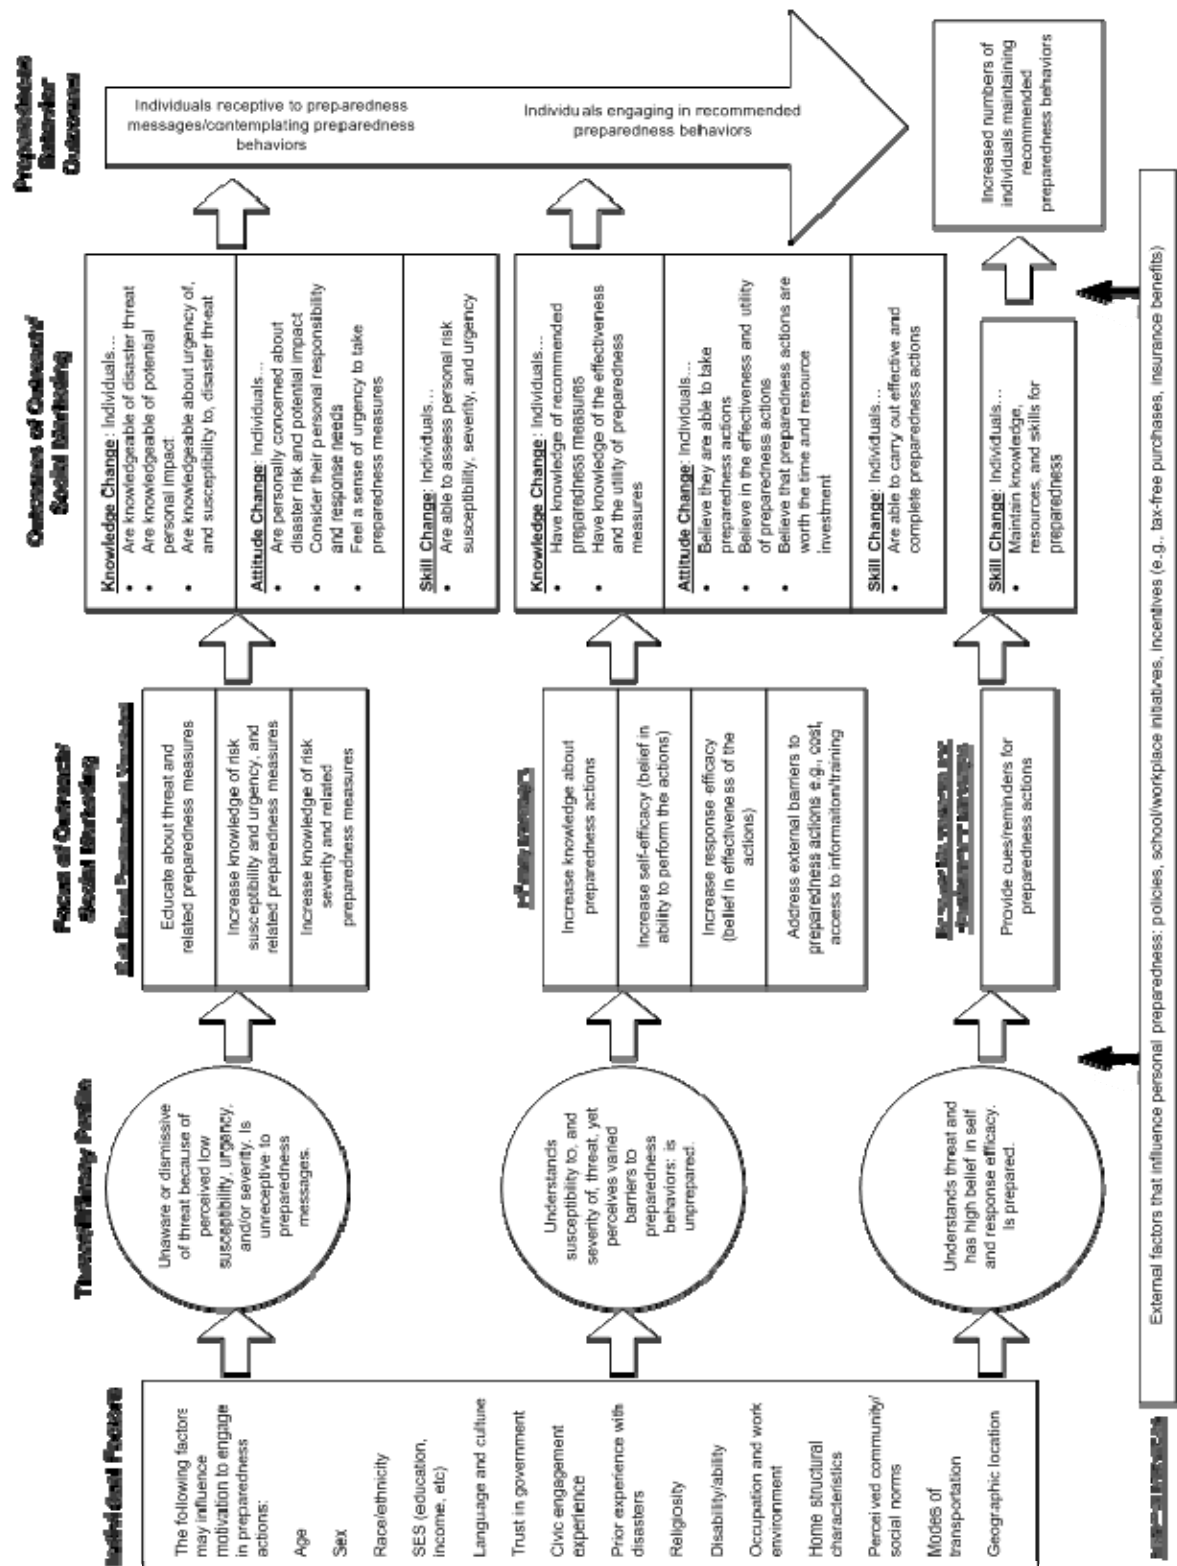 Individual Factors
The following factors
may influence
motivation to engage
in preparedness
actions:
Age
Sex
Race/ethnicity
SES (education,
income, etc)
Language and culture
Trust in government
Civic engagement
experience
Prior experience with
disasters
Religiosity
Disability/ability
Occupation and work
environment
Home structural
characteristics
Perceived community/
social norms
Modes of
transportation
Geographic location
Profile
Unaware or dismissive
of threat because of
perceived low
susceptibility, urgency,
and/or severity. Is
unreceptive to
preparedness
messages.
Understands
susceptibility to, and
severity of, threat, yet
perceives varied
barriers to
preparedness
behaviors: is
unprepared.
Understands threat and
has high belief in self
and response efficacy.
Is prepared.
Focus of Outreach/
Social Marketing
Educate about threat and
related preparedness measures
Increase knowledge of risk
susceptibility and urgency, and
related preparedness measures
Increase knowledge of risk
severity and related
preparedness measures
Increase knowledge about
preparedness actions
Increase self-efficacy (belief in
ability to perform the actions)
Increase response efficacy
(belief in effectiveness of the
actions)
Address external barriers to
preparedness actions e.g., cost,
access to informaiton/training
Provide cues/reminders for
preparedness actions
Outcomes of Outreach/
Social Marketing
Knowledge Change: Individuals...
• Are knowledgeable of disaster threat
• Are knowledgeable of potential
personal impact
• Are knowledgeable about urgency of,
and susceptibility to, disaster threat
Attitude Change: Individuals...
• Are personally concerned about
disaster risk and potential impact
• Consider their personal responsibility
and response needs
• Feel a sense of urgency to take
preparedness measures
Skill Change: Individuals...
• Are able to assess personal risk
susceptibility, severity, and urgency
Knowledge Change: Individuals...
• Have knowledge of recommended
preparedness measures
• Have knowledge of the effectiveness
and the utility of preparedness
measures
Attitude Change: Individuals...
• Believe they are able to take
preparedness actions
• Believe in the effectiveness and utility
of preparedness actions
• Believe that preparedness actions are
worth the time and resource
investment
Skill Change: Individuals...
• Are able to carry out effective and
complete preparedness actions
Skill Change: Individuals...
• Maintain knowledge,
resources, and skills for
preparedness
Preparedness
Behavior
Outcomes
Individuals receptive to preparedness
messages/contemplating preparedness
behaviors
Individuals engaging in recommended
preparedness behaviors
Increased numbers of
individuals maintaining
recommended
preparedness behaviors
External factors that influence personal preparedness: policies, school/workplace initiatives, incentives (e.g., tax-free purchases, insurance benefits)